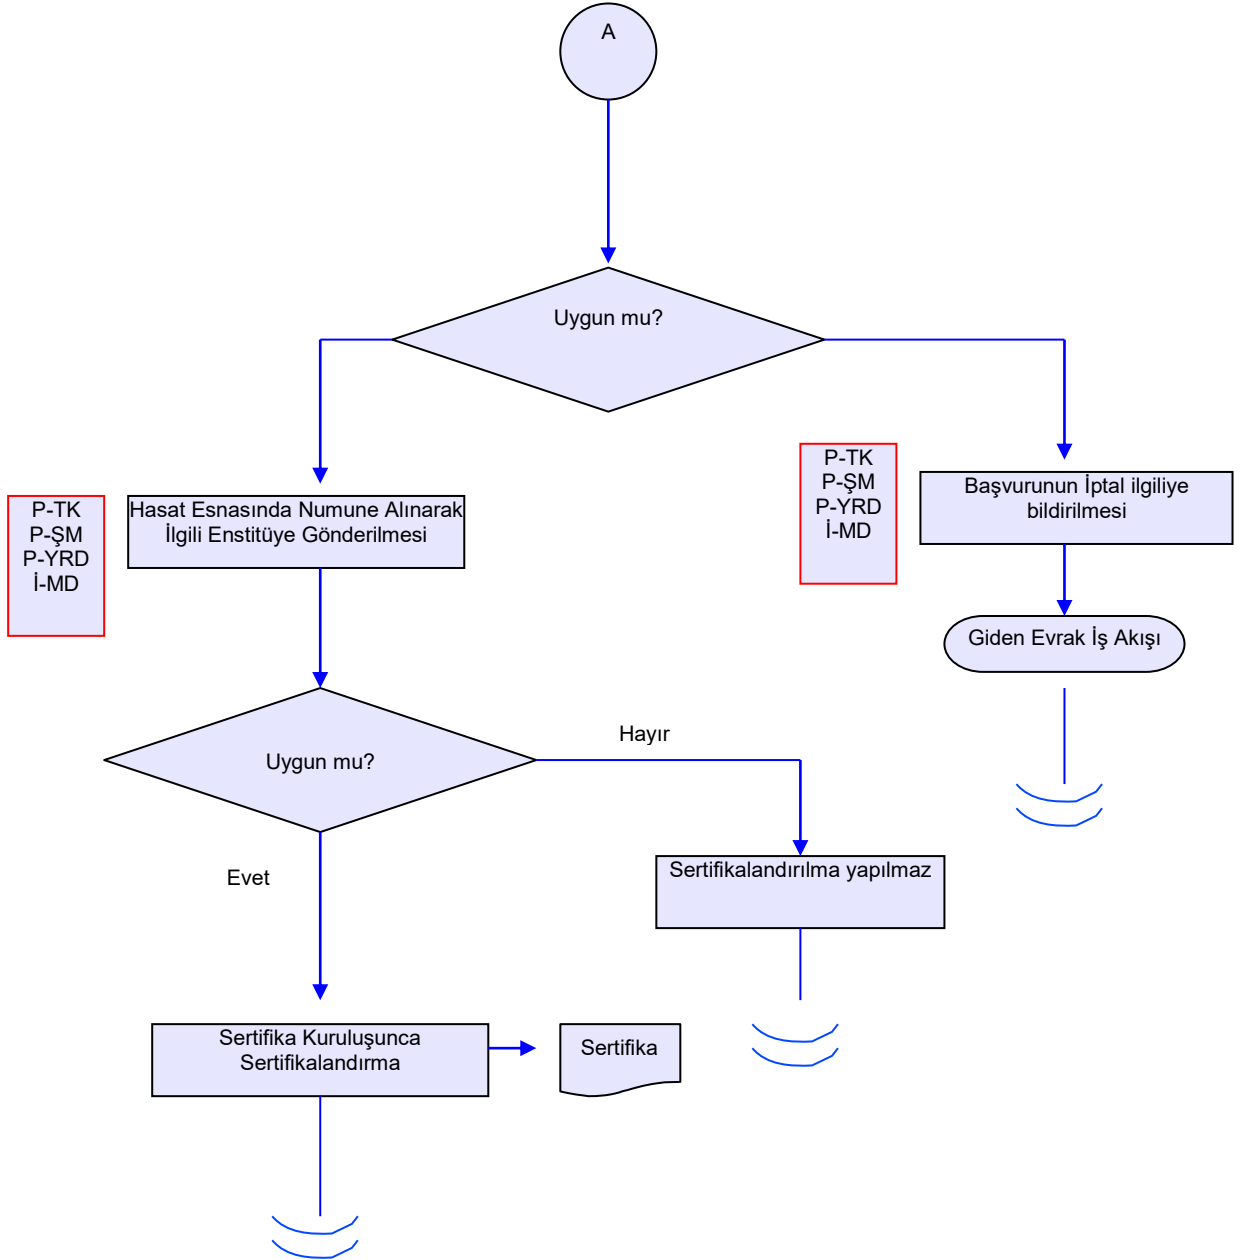 A
Uygun mu?
P-TK
P-ŞM
P-YRD
İ-MD
Başvurunun İptal ilgiliye
bildirilmesi
P-TK
P-ŞM
P-YRD
İ-MD
Hasat Esnasında Numune Alınarak
İlgili Enstitüye Gönderilmesi
Giden Evrak İş Akışı
Uygun mu?
Hayır
Evet
Sertifikalandırılma yapılmaz
Sertifika Kuruluşunca
Sertifikalandırma
Sertifika